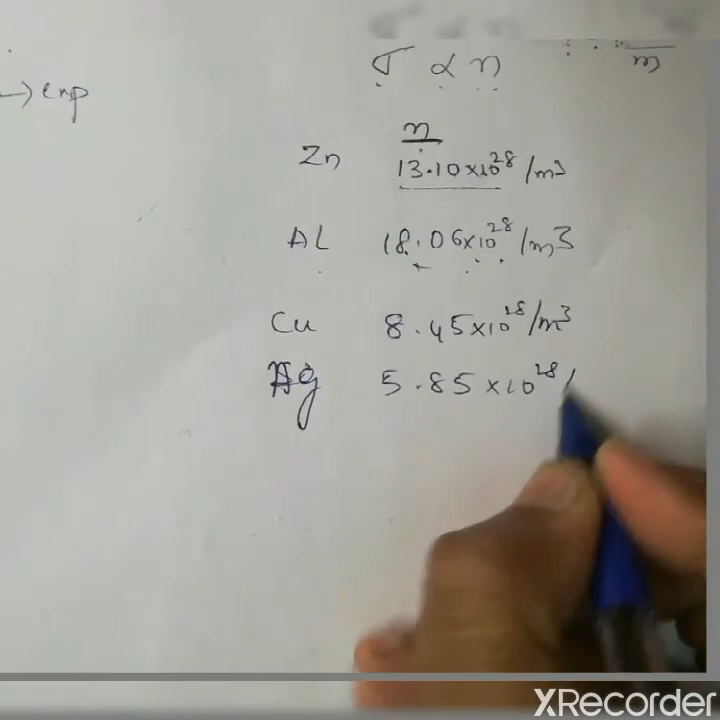 σ ∝ n
m
→ exp
n
Zn 13.10×10²⁸/m³
AL 18.06×10²⁸/m3
Cu 8.45×10²⁸/m³
Ag 5.85×10²⁸/
XRecorder